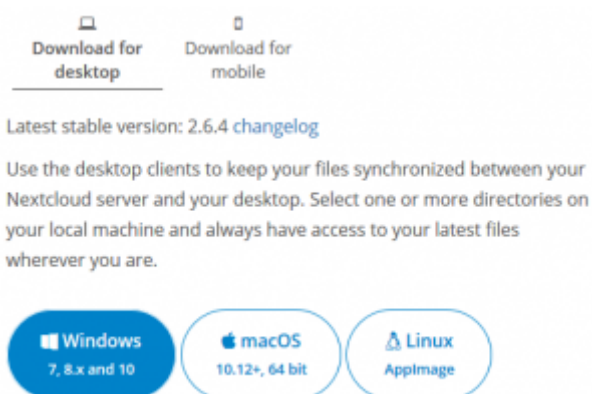 Download for
desktop
Download for
mobile
Latest stable version: 2.6.4 changelog
Use the desktop clients to keep your files synchronized between your
Nextcloud server and your desktop. Select one or more directories on
your local machine and always have access to your latest files
wherever you are.
Windows
7, 8.x and 10
macOS
10.12+, 64 bit
Linux
AppImage